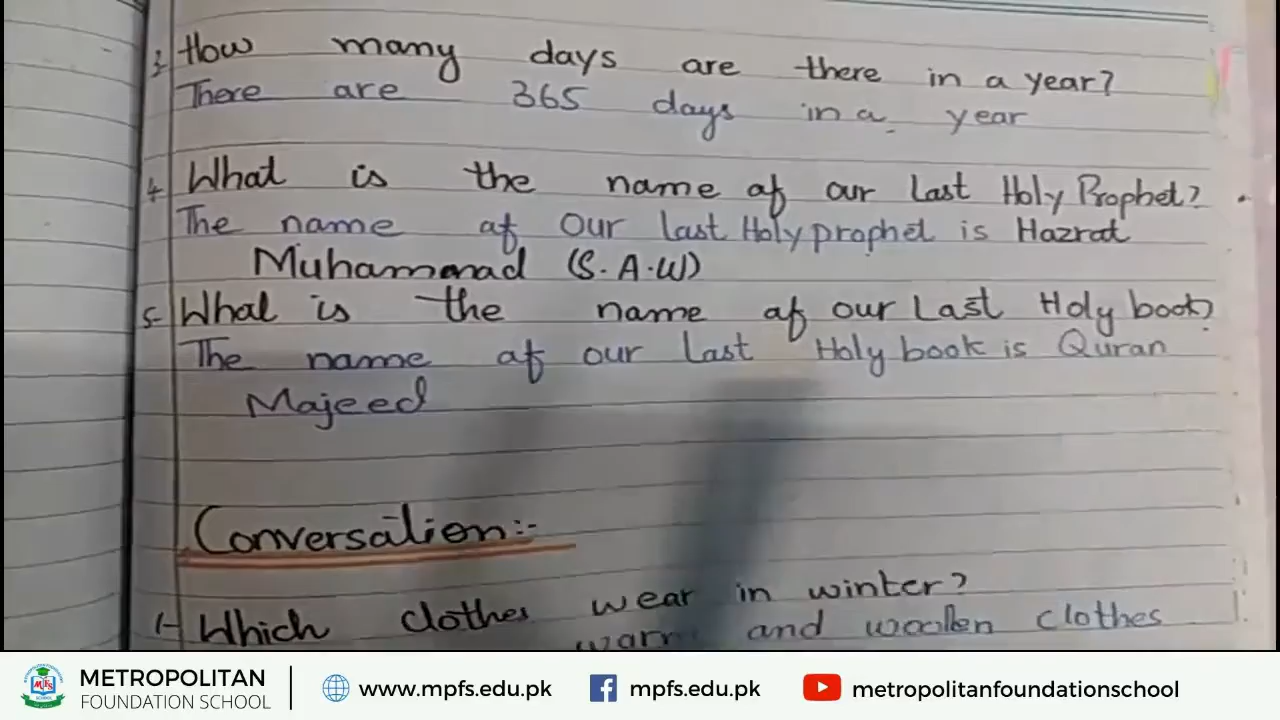 3. How many days are there in a year?
There are 365 days in a year
4. What is the name of our last Holy Prophet?
The name of our last Holy prophet is Hazrat
Muhammad (S.A.W)
5. What is the name of our Last Holy book?
The name of our last Holy book is Quran
Majeed
Conversation:-
1- Which clothes wear in winter?
warm and woollen clothes
METROPOLITAN
FOUNDATION SCHOOL
www.mpfs.edu.pk
mpfs.edu.pk
metropolitanfoundationschool